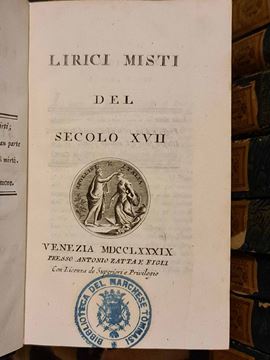 LIRICI MISTI
DEL
SECOLO XVII
VENEZIA MDCCLXXXIX
PRESSO ANTONIO ZATTA E FIGLI
Con Licenza de' Superiori e Privilegio
BIBLIOTECA DEL MARCHESE TOMMASI